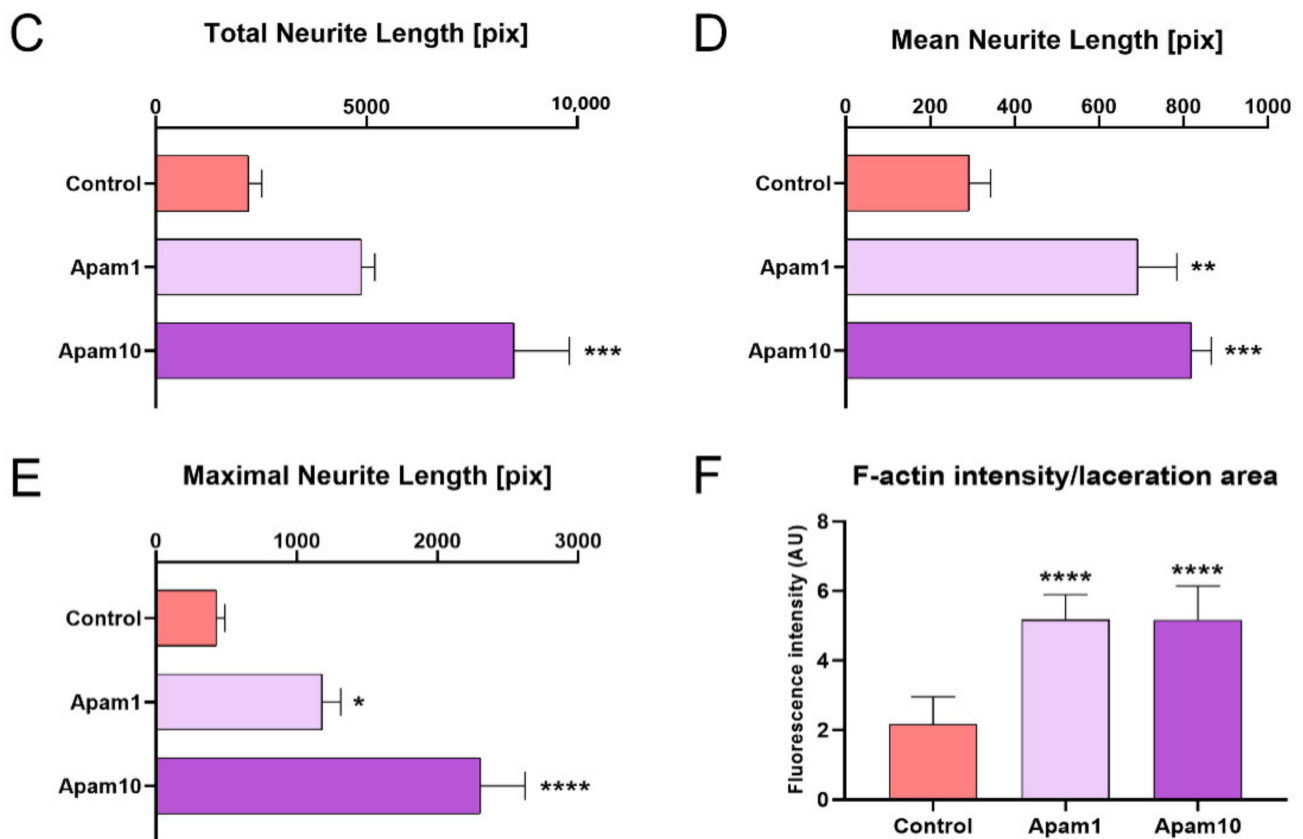 C
Total Neurite Length [pix]
0 5000 10,000
Control
Apam1
Apam10 ***
D
Mean Neurite Length [pix]
0 200 400 600 800 1000
Control
Apam1 **
Apam10 ***
E
Maximal Neurite Length [pix]
0 1000 2000 3000
Control
Apam1 *
Apam10 ****
F
F-actin intensity/laceration area
Fluorescence intensity (AU)
8
6
4
2
0
**** ****
Control Apam1 Apam10